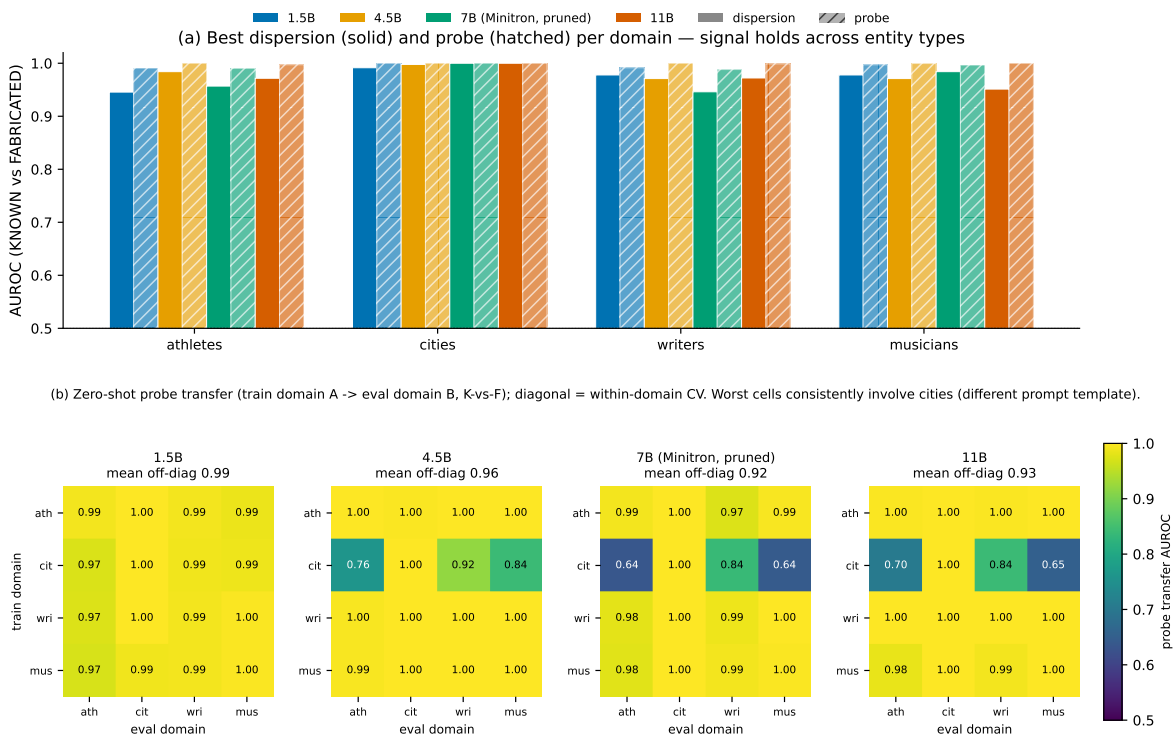 1.5B 4.5B 7B (Minitron, pruned) 11B dispersion probe
(a) Best dispersion (solid) and probe (hatched) per domain — signal holds across entity types
AUROC (KNOWN vs FABRICATED)
1.0
0.9
0.8
0.7
0.6
0.5
athletes cities writers musicians
(b) Zero-shot probe transfer (train domain A -> eval domain B, K-vs-F); diagonal = within-domain CV. Worst cells consistently involve cities (different prompt template).
1.5B
mean off-diag 0.99
train domain
ath 0.99 1.00 0.99 0.99
cit 0.97 1.00 0.99 0.99
wri 0.97 1.00 0.99 1.00
mus 0.97 0.99 0.99 1.00
ath cit wri mus
eval domain
4.5B
mean off-diag 0.96
ath 1.00 1.00 1.00 1.00
cit 0.76 1.00 0.92 0.84
wri 1.00 1.00 1.00 1.00
mus 0.99 1.00 1.00 1.00
ath cit wri mus
eval domain
7B (Minitron, pruned)
mean off-diag 0.92
ath 0.99 1.00 0.97 0.99
cit 0.64 1.00 0.84 0.64
wri 0.98 1.00 0.99 1.00
mus 0.98 1.00 0.99 1.00
ath cit wri mus
eval domain
11B
mean off-diag 0.93
ath 1.00 1.00 1.00 1.00
cit 0.70 1.00 0.84 0.65
wri 1.00 1.00 1.00 1.00
mus 0.98 1.00 0.99 1.00
ath cit wri mus
eval domain
1.0
0.9
0.8
0.7
0.6
0.5
probe transfer AUROC